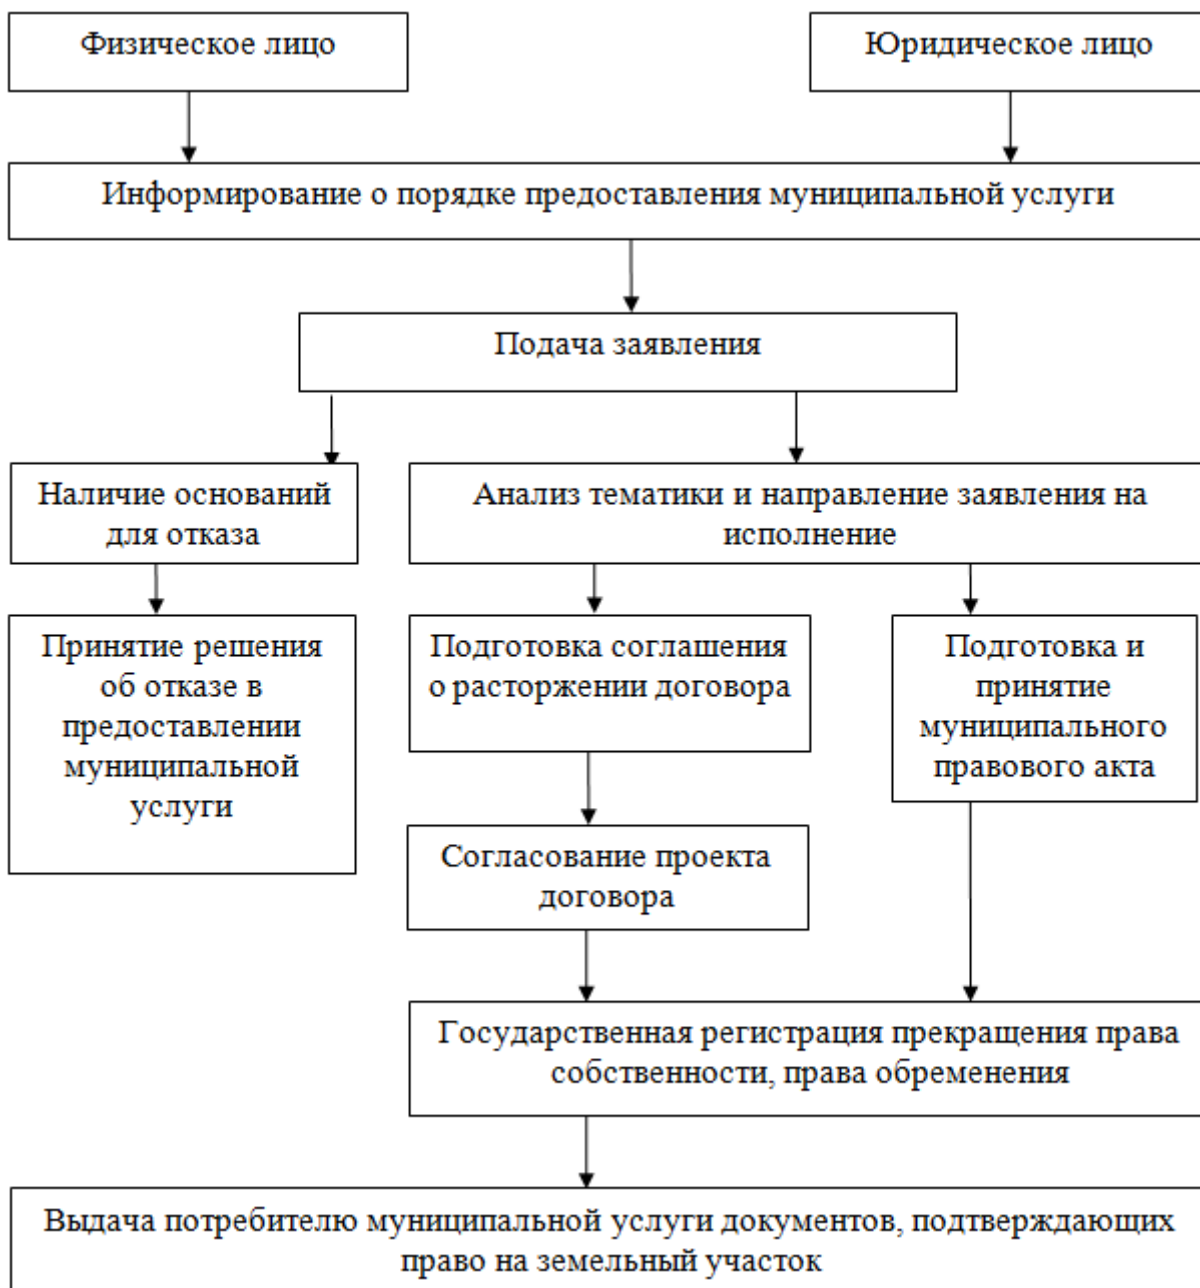 Физическое лицо
Юридическое лицо
Информирование о порядке предоставления муниципальной услуги
Подача заявления
Наличие оснований
для отказа
Анализ тематики и направление заявления на
исполнение
Принятие решения
об отказе в
предоставлении
муниципальной
услуги
Подготовка соглашения
о расторжении договора
Подготовка и
принятие
муниципального
правового акта
Согласование проекта
договора
Государственная регистрация прекращения права
собственности, права обременения
Выдача потребителю муниципальной услуги документов, подтверждающих
право на земельный участок